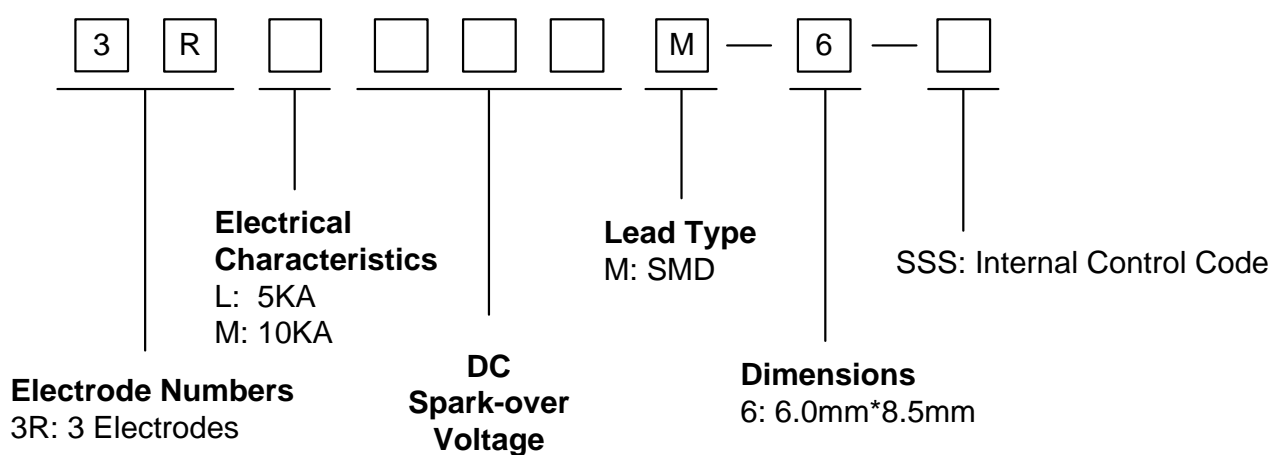 3 R M — 6 —
Electrical
Characteristics
L: 5KA
M: 10KA
Lead Type
M: SMD
SSS: Internal Control Code
Electrode Numbers
3R: 3 Electrodes
DC
Spark-over
Voltage
Dimensions
6: 6.0mm*8.5mm